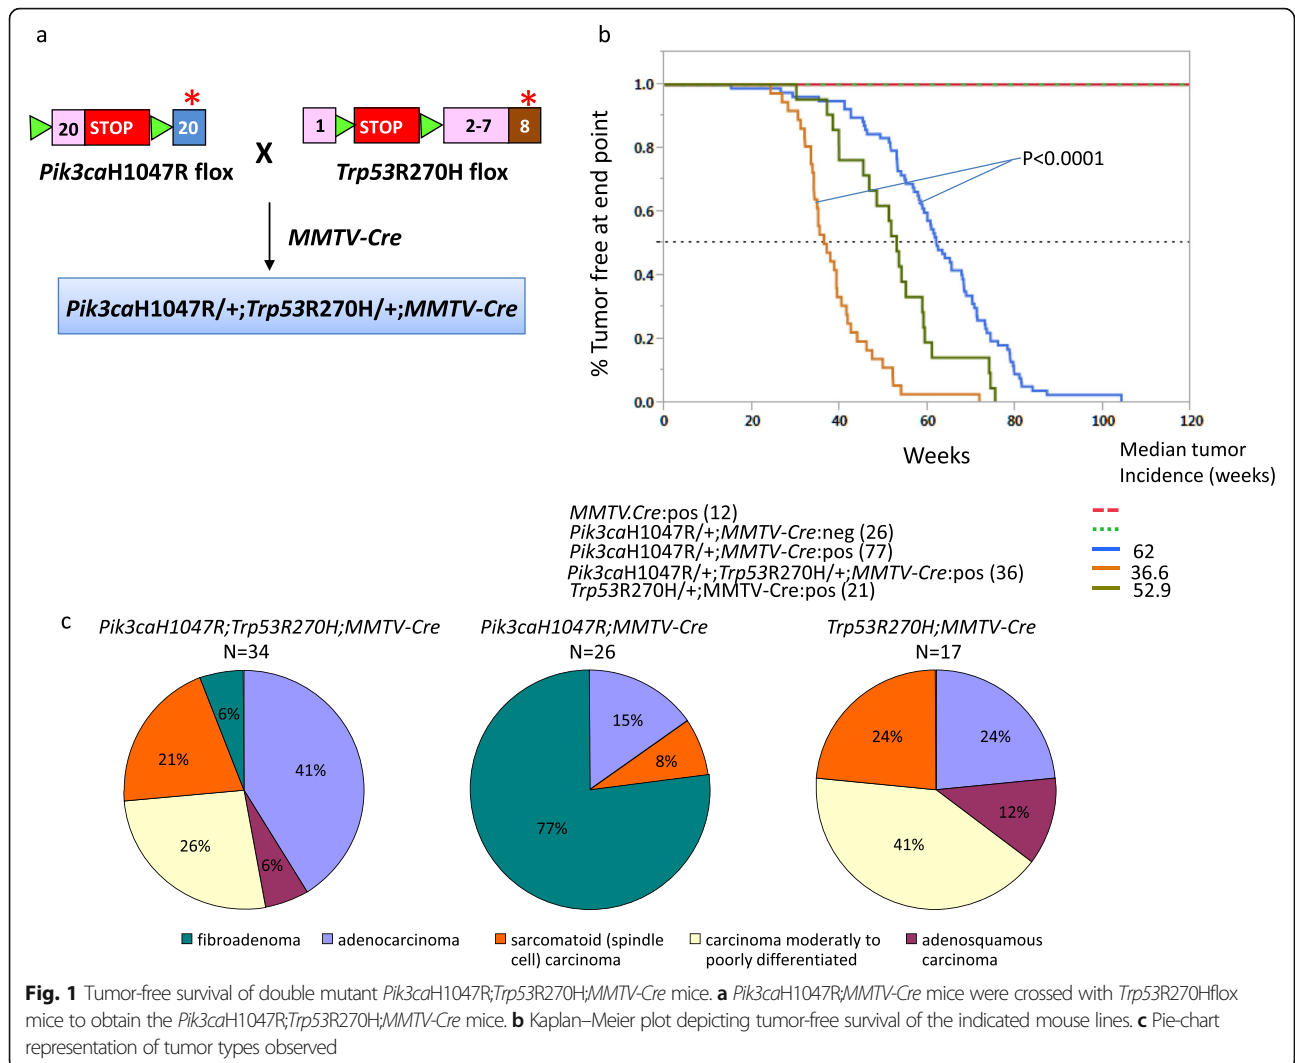 a
20 STOP 20 *
Pik3caH1047R flox
X
1 STOP 2-7 8 *
Trp53R270H flox
MMTV-Cre
Pik3caH1047R/+;Trp53R270H/+;MMTV-Cre
b
% Tumor free at end point
1.0
0.8
0.6
0.4
0.2
0.0
P<0.0001
0 20 40 60 80 100 120
Weeks
Median tumor
Incidence (weeks)
MMTV.Cre:pos (12)
Pik3caH1047R/+;MMTV-Cre:neg (26)
Pik3caH1047R/+;MMTV-Cre:pos (77) 62
Pik3caH1047R/+;Trp53R270H/+;MMTV-Cre:pos (36) 36.6
Trp53R270H/+;MMTV-Cre:pos (21) 52.9
c
Pik3caH1047R;Trp53R270H;MMTV-Cre
N=34
6%
41%
21%
26%
6%
Pik3caH1047R;MMTV-Cre
N=26
15%
8%
77%
Trp53R270H;MMTV-Cre
N=17
24%
24%
12%
41%
fibroadenoma
adenocarcinoma
sarcomatoid (spindle
cell) carcinoma
carcinoma moderatly to
poorly differentiated
adenosquamous
carcinoma
Fig. 1 Tumor-free survival of double mutant Pik3caH1047R;Trp53R270H;MMTV-Cre mice. a Pik3caH1047R;MMTV-Cre mice were crossed with Trp53R270Hflox
mice to obtain the Pik3caH1047R;Trp53R270H;MMTV-Cre mice. b Kaplan–Meier plot depicting tumor-free survival of the indicated mouse lines. c Pie-chart
representation of tumor types observed